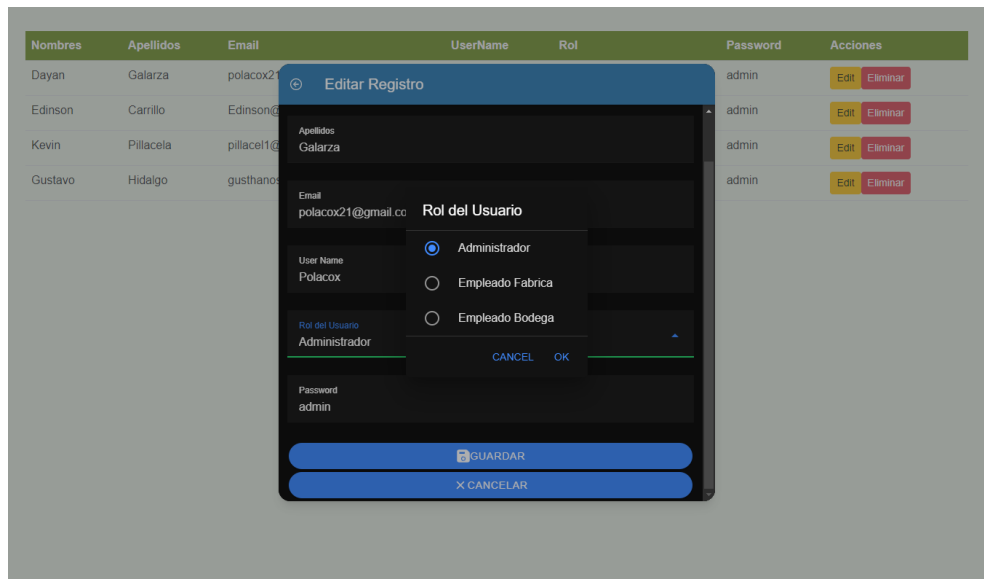 Nombres Apellidos Email UserName Rol Password Acciones
Dayan Galarza polacox21 admin Edit Eliminar
Edinson Carrillo Edinson@ admin Edit Eliminar
Kevin Pillacela pillacel1@ admin Edit Eliminar
Gustavo Hidalgo gusthanos admin Edit Eliminar
Editar Registro
Apellidos
Galarza
Email
polacox21@gmail.co
User Name
Polacox
Rol del Usuario
Administrador
Password
admin
GUARDAR
CANCELAR
Rol del Usuario
Administrador
Empleado Fabrica
Empleado Bodega
CANCEL OK